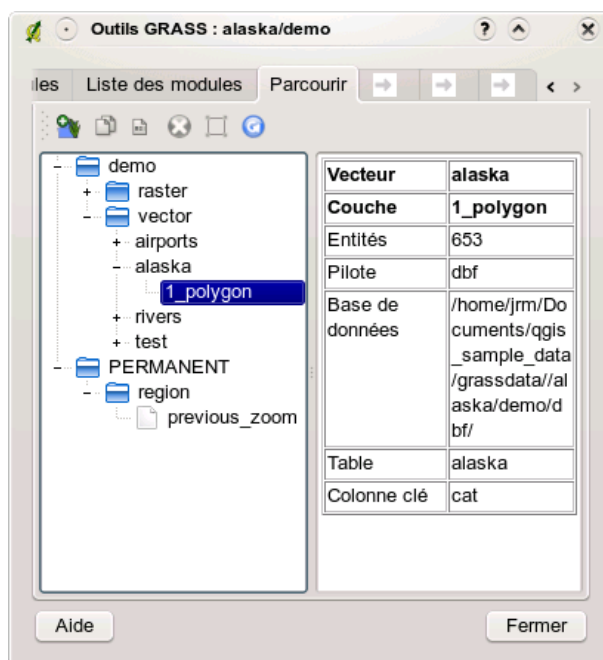 Outils GRASS : alaska/demo
ules Liste des modules Parcourir
demo
raster
vector
airports
alaska
1_polygon
rivers
test
PERMANENT
region
previous_zoom
Vecteur alaska
Couche 1_polygon
Entités 653
Pilote dbf
Base de données /home/jrm/Do
cuments/qgis
_sample_data
/grassdata//al
aska/demo/d
bf/
Table alaska
Colonne clé cat
Aide Fermer